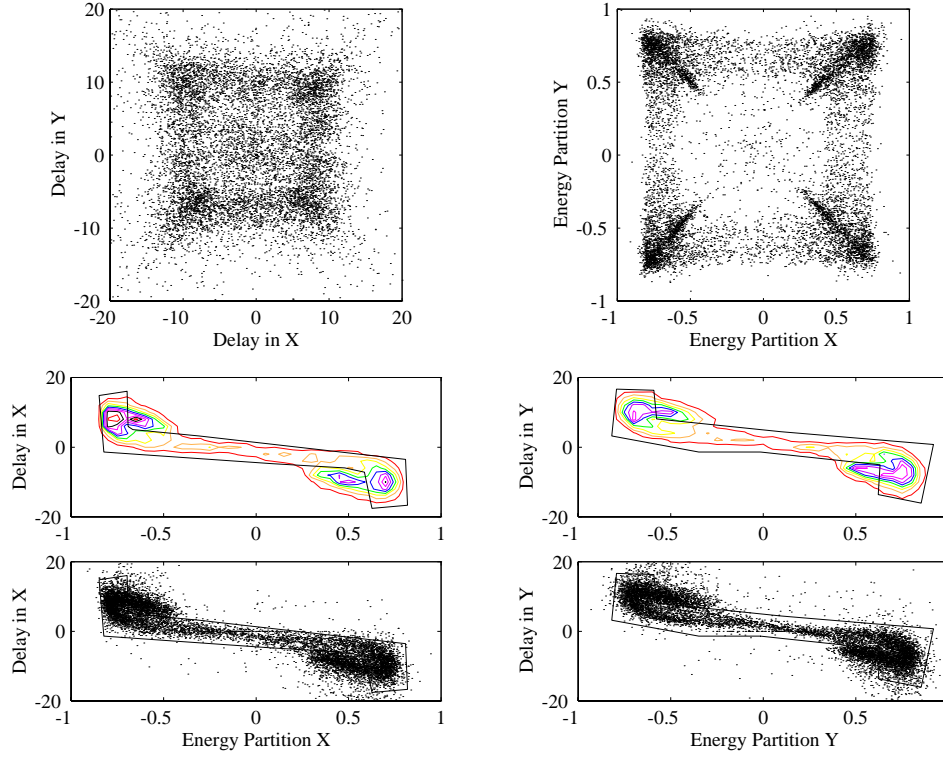 20
10
0
-10
-20
Delay in Y
-20 -10 0 10 20
Delay in X
1
0.5
0
-0.5
-1
Energy Partition Y
-1 -0.5 0 0.5 1
Energy Partition X
20
0
-20
Delay in X
-1 -0.5 0 0.5 1
20
0
-20
Delay in Y
-1 -0.5 0 0.5
20
0
-20
Delay in X
-1 -0.5 0 0.5 1
Energy Partition X
20
0
-20
Delay in Y
-1 -0.5 0 0.5
Energy Partition Y